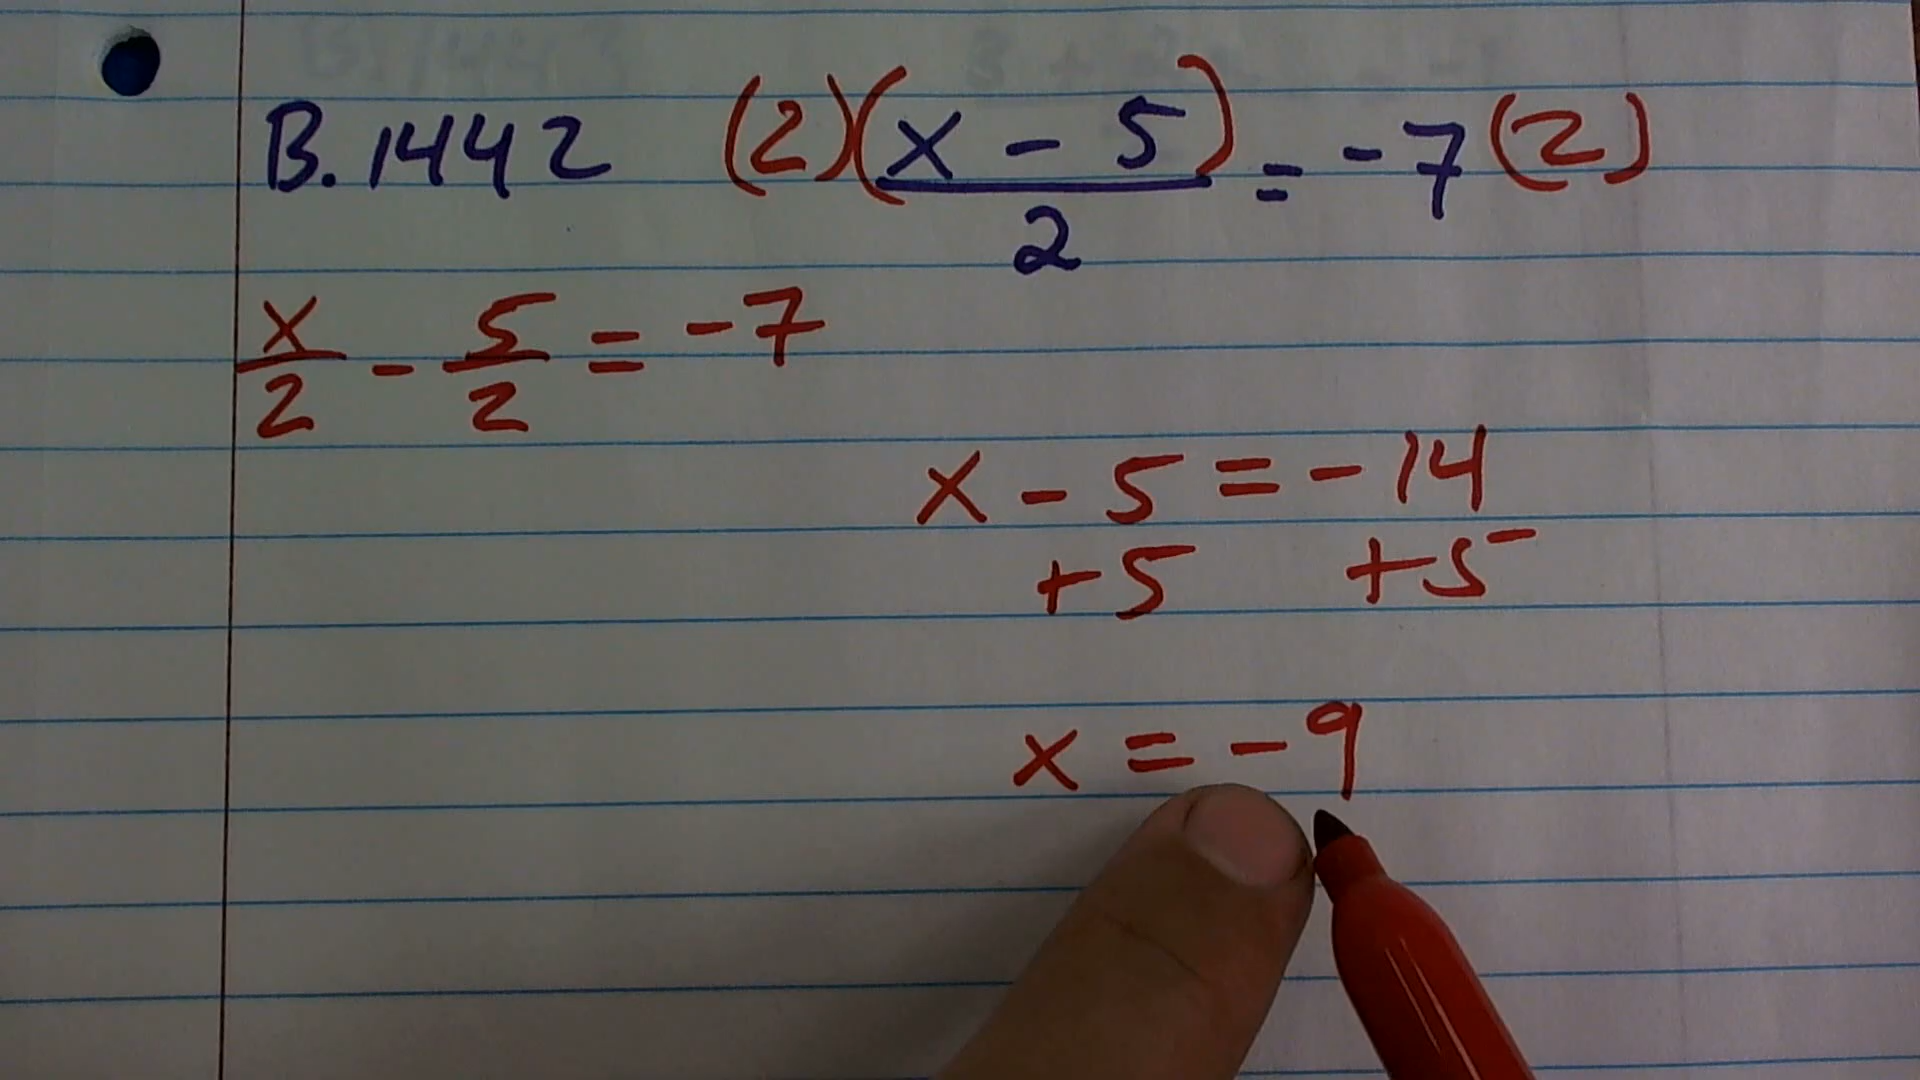 B.1442 (2)(x - 5)/2 = -7(2)
x/2 - 5/2 = -7
x - 5 = -14
+5 +5
x = -9